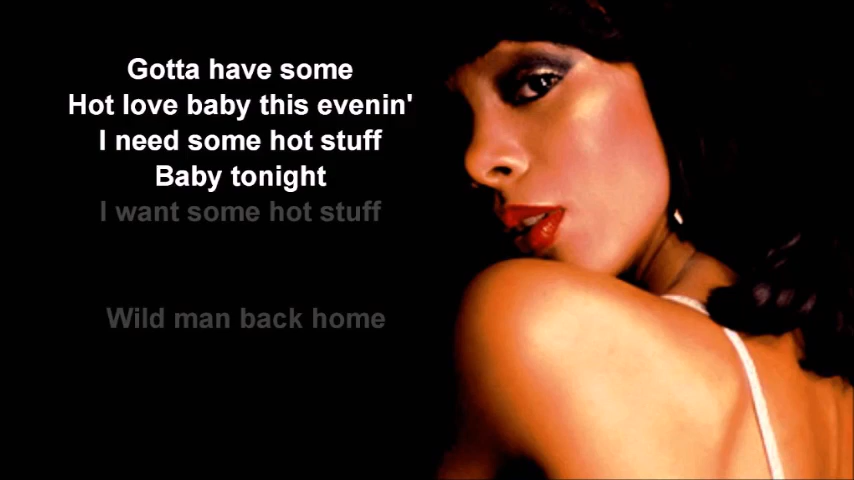 Gotta have some
Hot love baby this evenin'
I need some hot stuff
Baby tonight
I want some hot stuff
Wild man back home